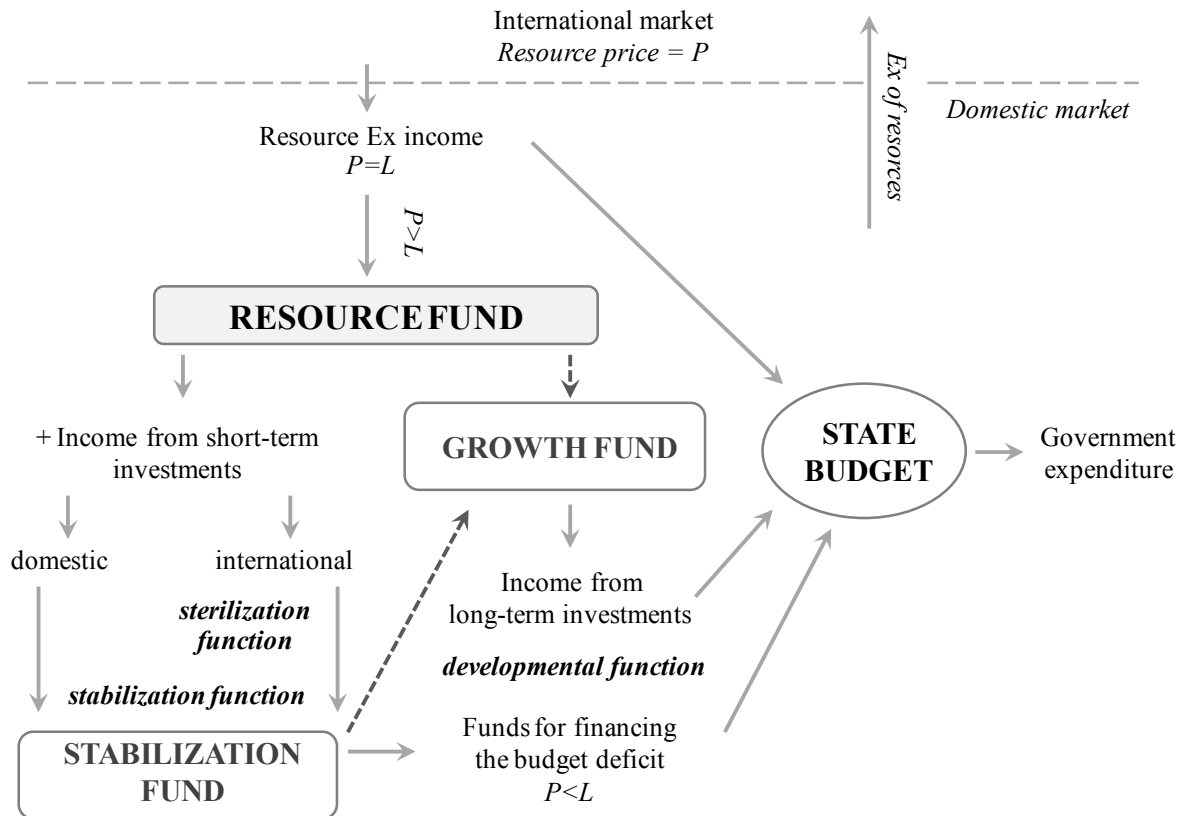 International market
Resource price = P
Ex of resorces
Domestic market
Resource Ex income
P=L
P>L
RESOURCE FUND
+ Income from short-term
investments
GROWTH FUND
STATE
BUDGET
Government
expenditure
domestic
international
sterilization
function
stabilization function
Income from
long-term investments
developmental function
STABILIZATION
FUND
Funds for financing
the budget deficit
P<L